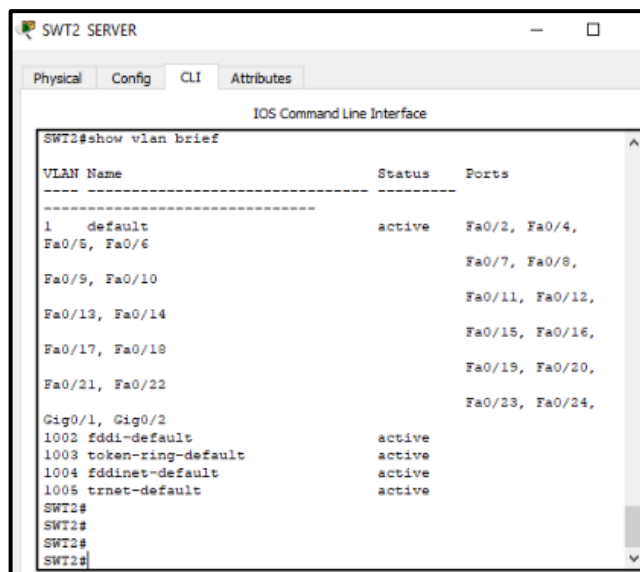 SWT2 SERVER
Physical Config CLI Attributes
IOS Command Line Interface
SWT2#show vlan brief
VLAN Name Status Ports
---- -------------------------------- ---------
-------------------------------
1 default active Fa0/2, Fa0/4,
Fa0/5, Fa0/6
Fa0/7, Fa0/8,
Fa0/9, Fa0/10
Fa0/11, Fa0/12,
Fa0/13, Fa0/14
Fa0/15, Fa0/16,
Fa0/17, Fa0/18
Fa0/19, Fa0/20,
Fa0/21, Fa0/22
Fa0/23, Fa0/24,
Gig0/1, Gig0/2
1002 fddi-default active
1003 token-ring-default active
1004 fddinet-default active
1005 trnet-default active
SWT2#
SWT2#
SWT2#
SWT2#